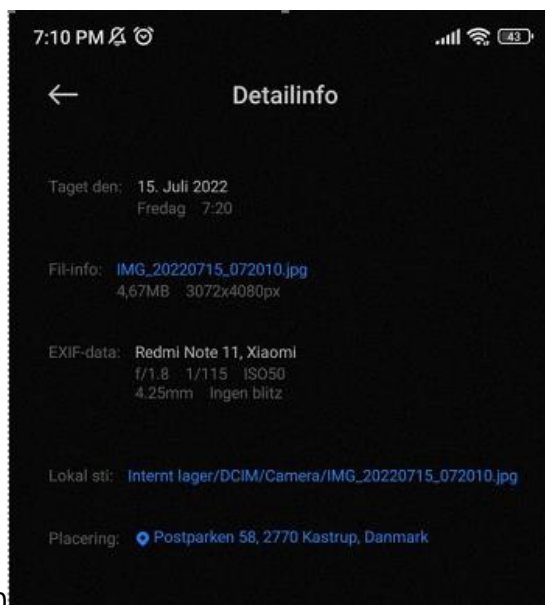 7:10 PM 43
Detailinfo
Taget den: 15. Juli 2022
Fredag 7:20
Fil-info: IMG_20220715_072010.jpg
4,67MB 3072x4080px
EXIF-data: Redmi Note 11, Xiaomi
f/1.8 1/115 ISO50
4.25mm Ingen blitz
Lokal sti: Internt lager/DCIM/Camera/IMG_20220715_072010.jpg
Placering: Postparken 58, 2770 Kastrup, Danmark